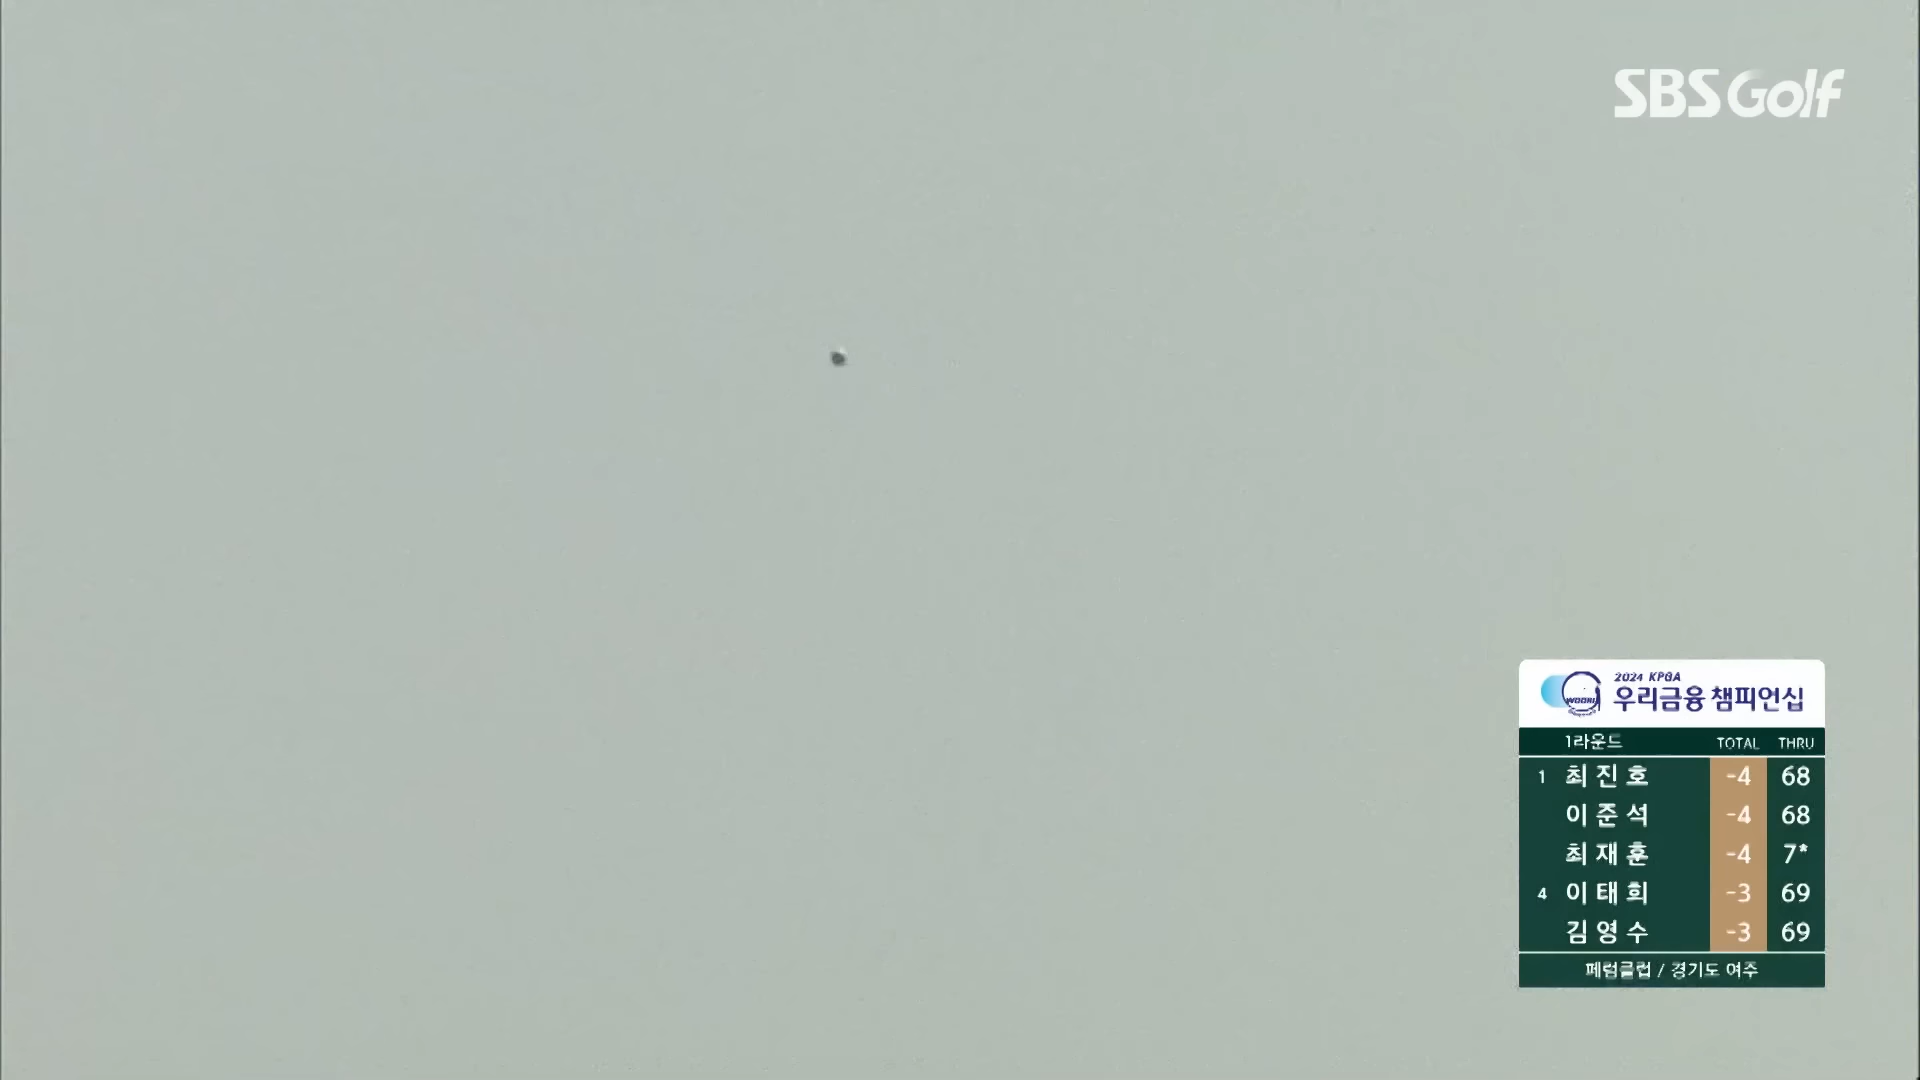 SBS Golf
2024 KPGA
WOORI
우리금융 챔피언십
1라운드 TOTAL THRU
1 최진호 -4 68
이준석 -4 68
최재훈 -4 7*
4 이태희 -3 69
김영수 -3 69
페럼클럽 / 경기도 여주